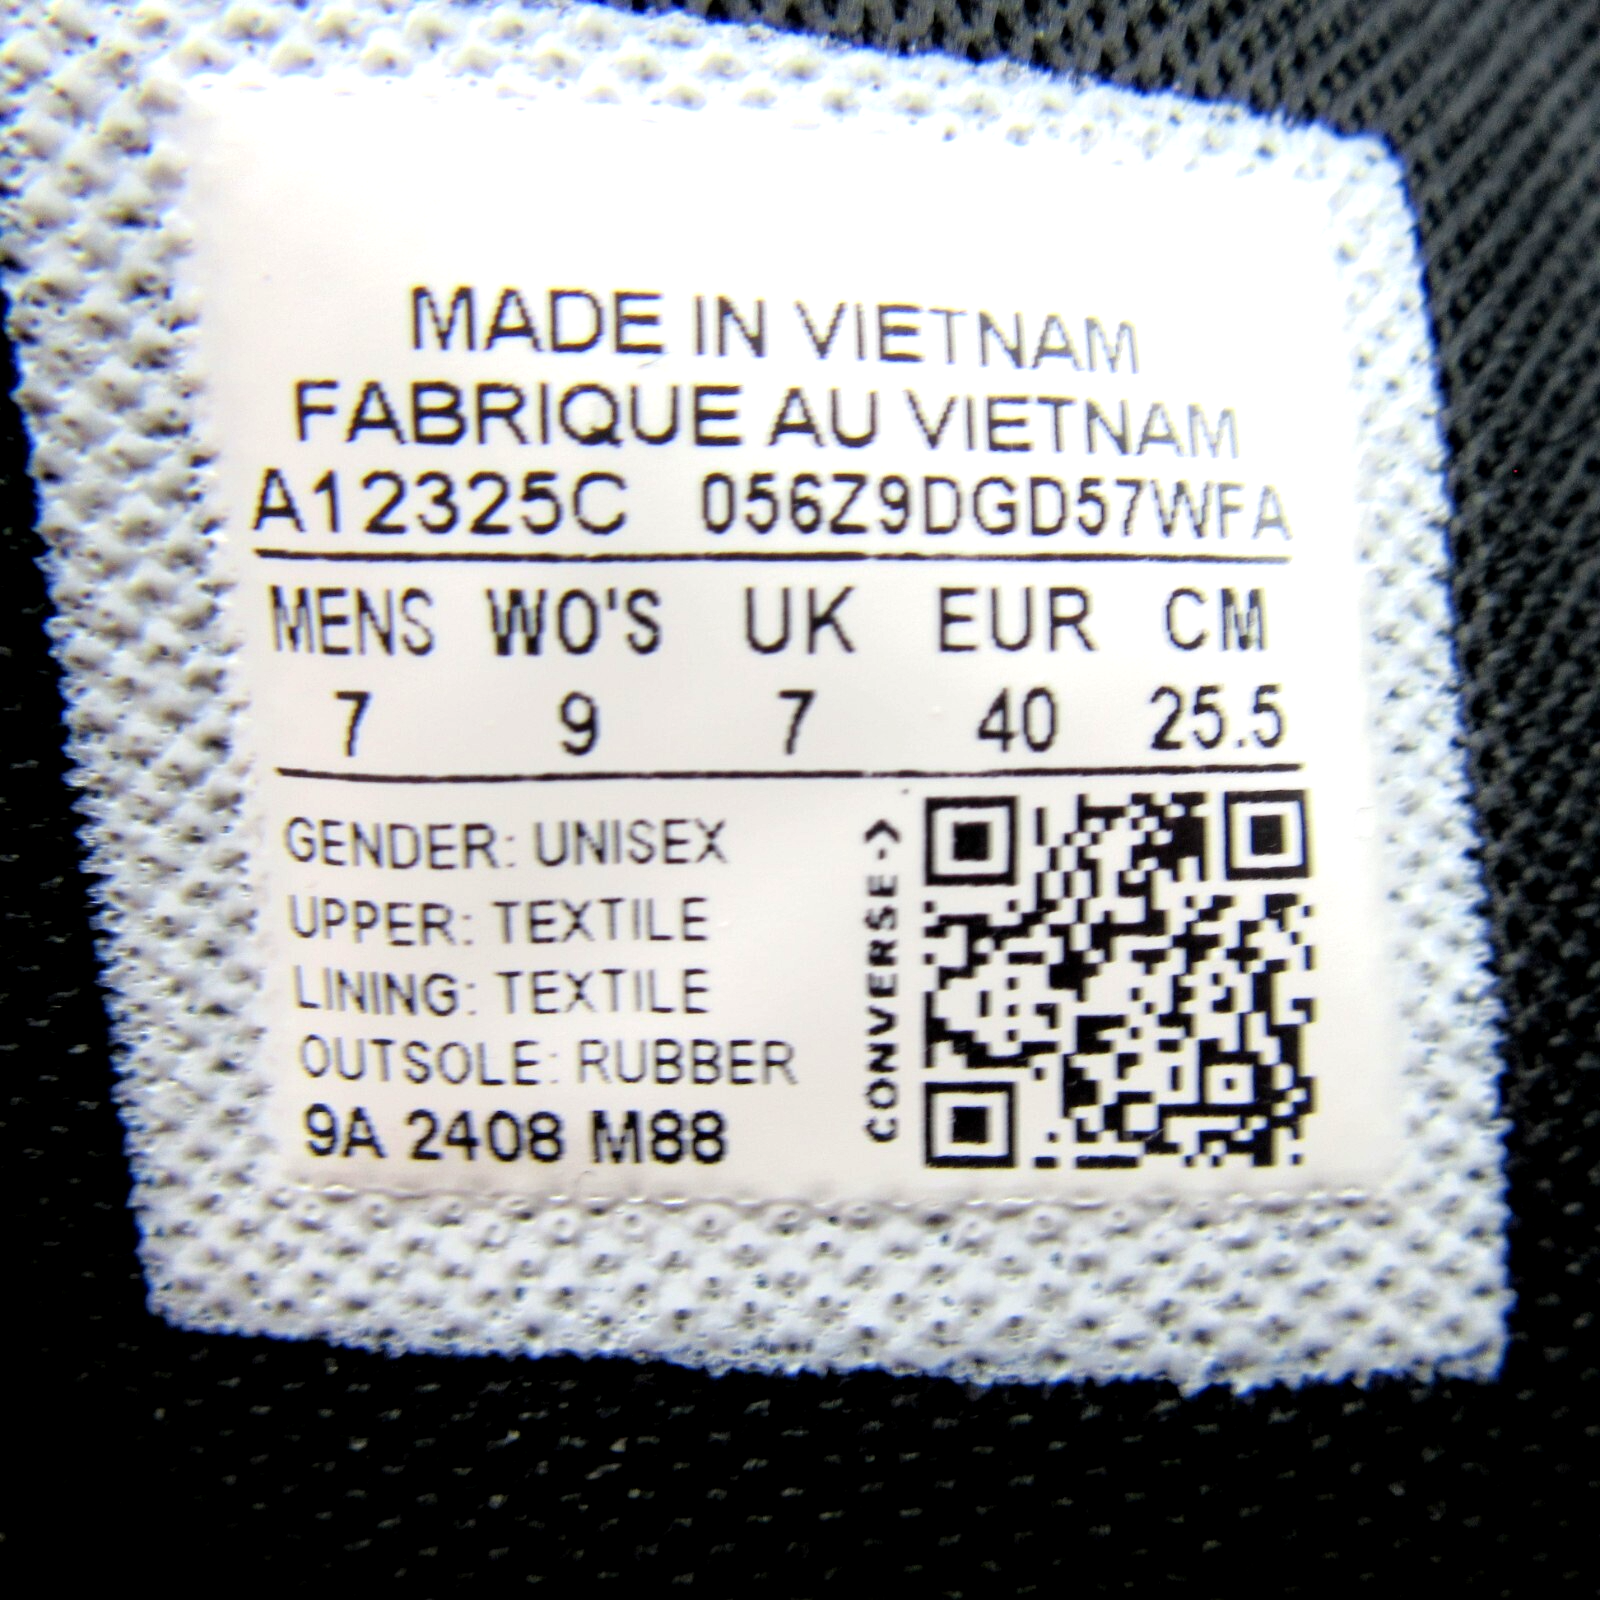 MADE IN VIETNAM
FABRIQUE AU VIETNAM
A12325C 056Z9DGD57WFA
MENS WO'S UK EUR CM
7 9 7 40 25.5
GENDER: UNISEX
UPPER: TEXTILE
LINING: TEXTILE
OUTSOLE: RUBBER
9A 2408 M88
CONVERSE->